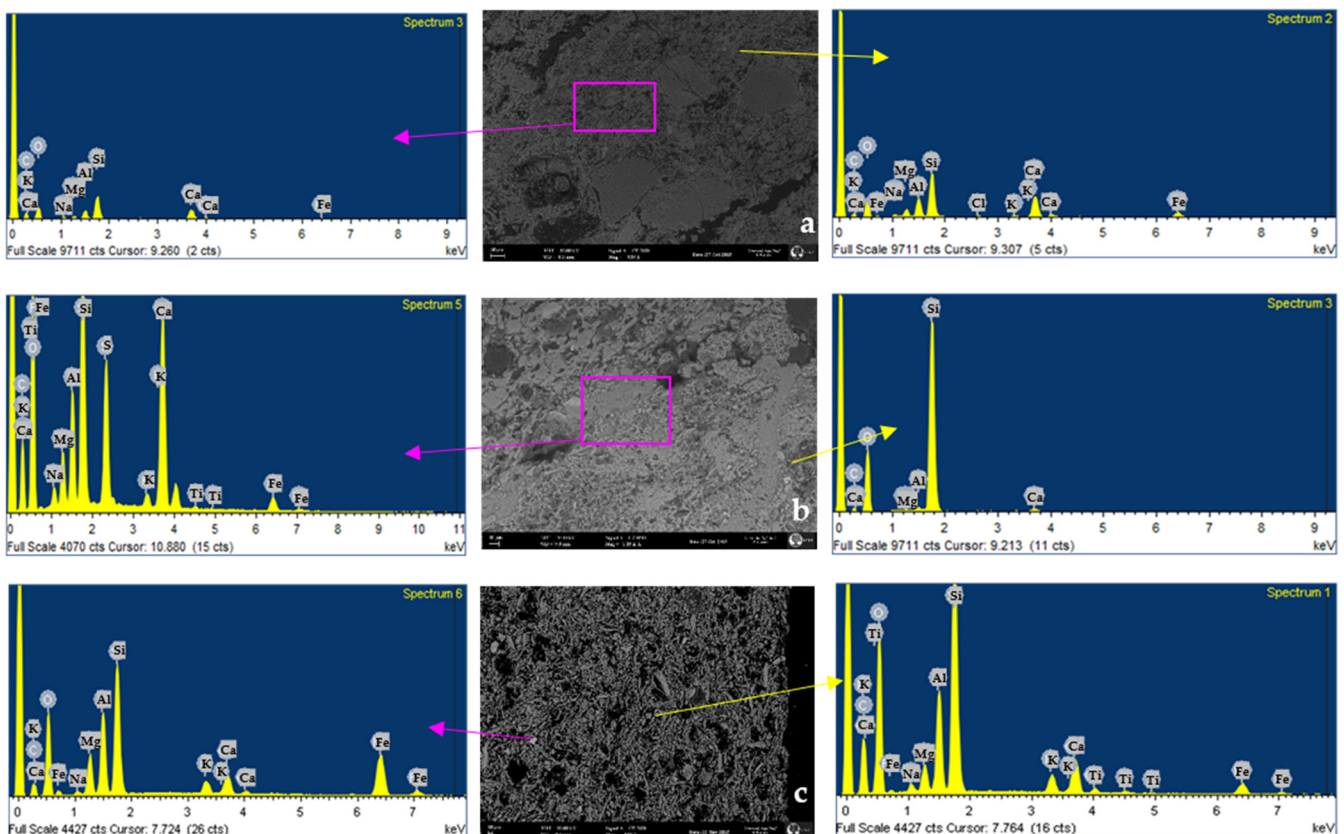 Spectrum 3
O
C
Si
K
Al
Mg
Ca
Na
Ca
Ca
Fe
0 1 2 3 4 5 6 7 8 9
Full Scale 9711 cts Cursor: 9.260 (2 cts) keV
a
Spectrum 2
O
C
Mg
Si
Ca
K
Na
Al
K
Ca
Fe
Cl
K
Ca
Fe
0 1 2 3 4 5 6 7 8 9
Full Scale 9711 cts Cursor: 9.307 (5 cts) keV
Spectrum 5
Fe
Si
Ca
Ti
O
S
C
Al
K
K
Ca
Mg
Na
K
Ti
Ti
Fe
Fe
0 1 2 3 4 5 6 7 8 9 10 11
Full Scale 4070 cts Cursor: 10.880 (15 cts) keV
b
Spectrum 3
Si
O
C
Al
Ca
Mg
Ca
0 1 2 3 4 5 6 7 8 9
Full Scale 9711 cts Cursor: 9.213 (11 cts) keV
Spectrum 6
Si
O
Al
K
Mg
C
Ca
Fe
Ca
Fe
Na
K
K
Ca
Fe
0 1 2 3 4 5 6 7
Full Scale 4427 cts Cursor: 7.724 (26 cts) keV
c
Spectrum 1
Si
O
Ti
K
Al
C
Ca
Mg
Ca
Fe
Na
K
K
Ti
Ti
Ti
Fe
Fe
0 1 2 3 4 5 6 7
Full Scale 4427 cts Cursor: 7.764 (16 cts) keV